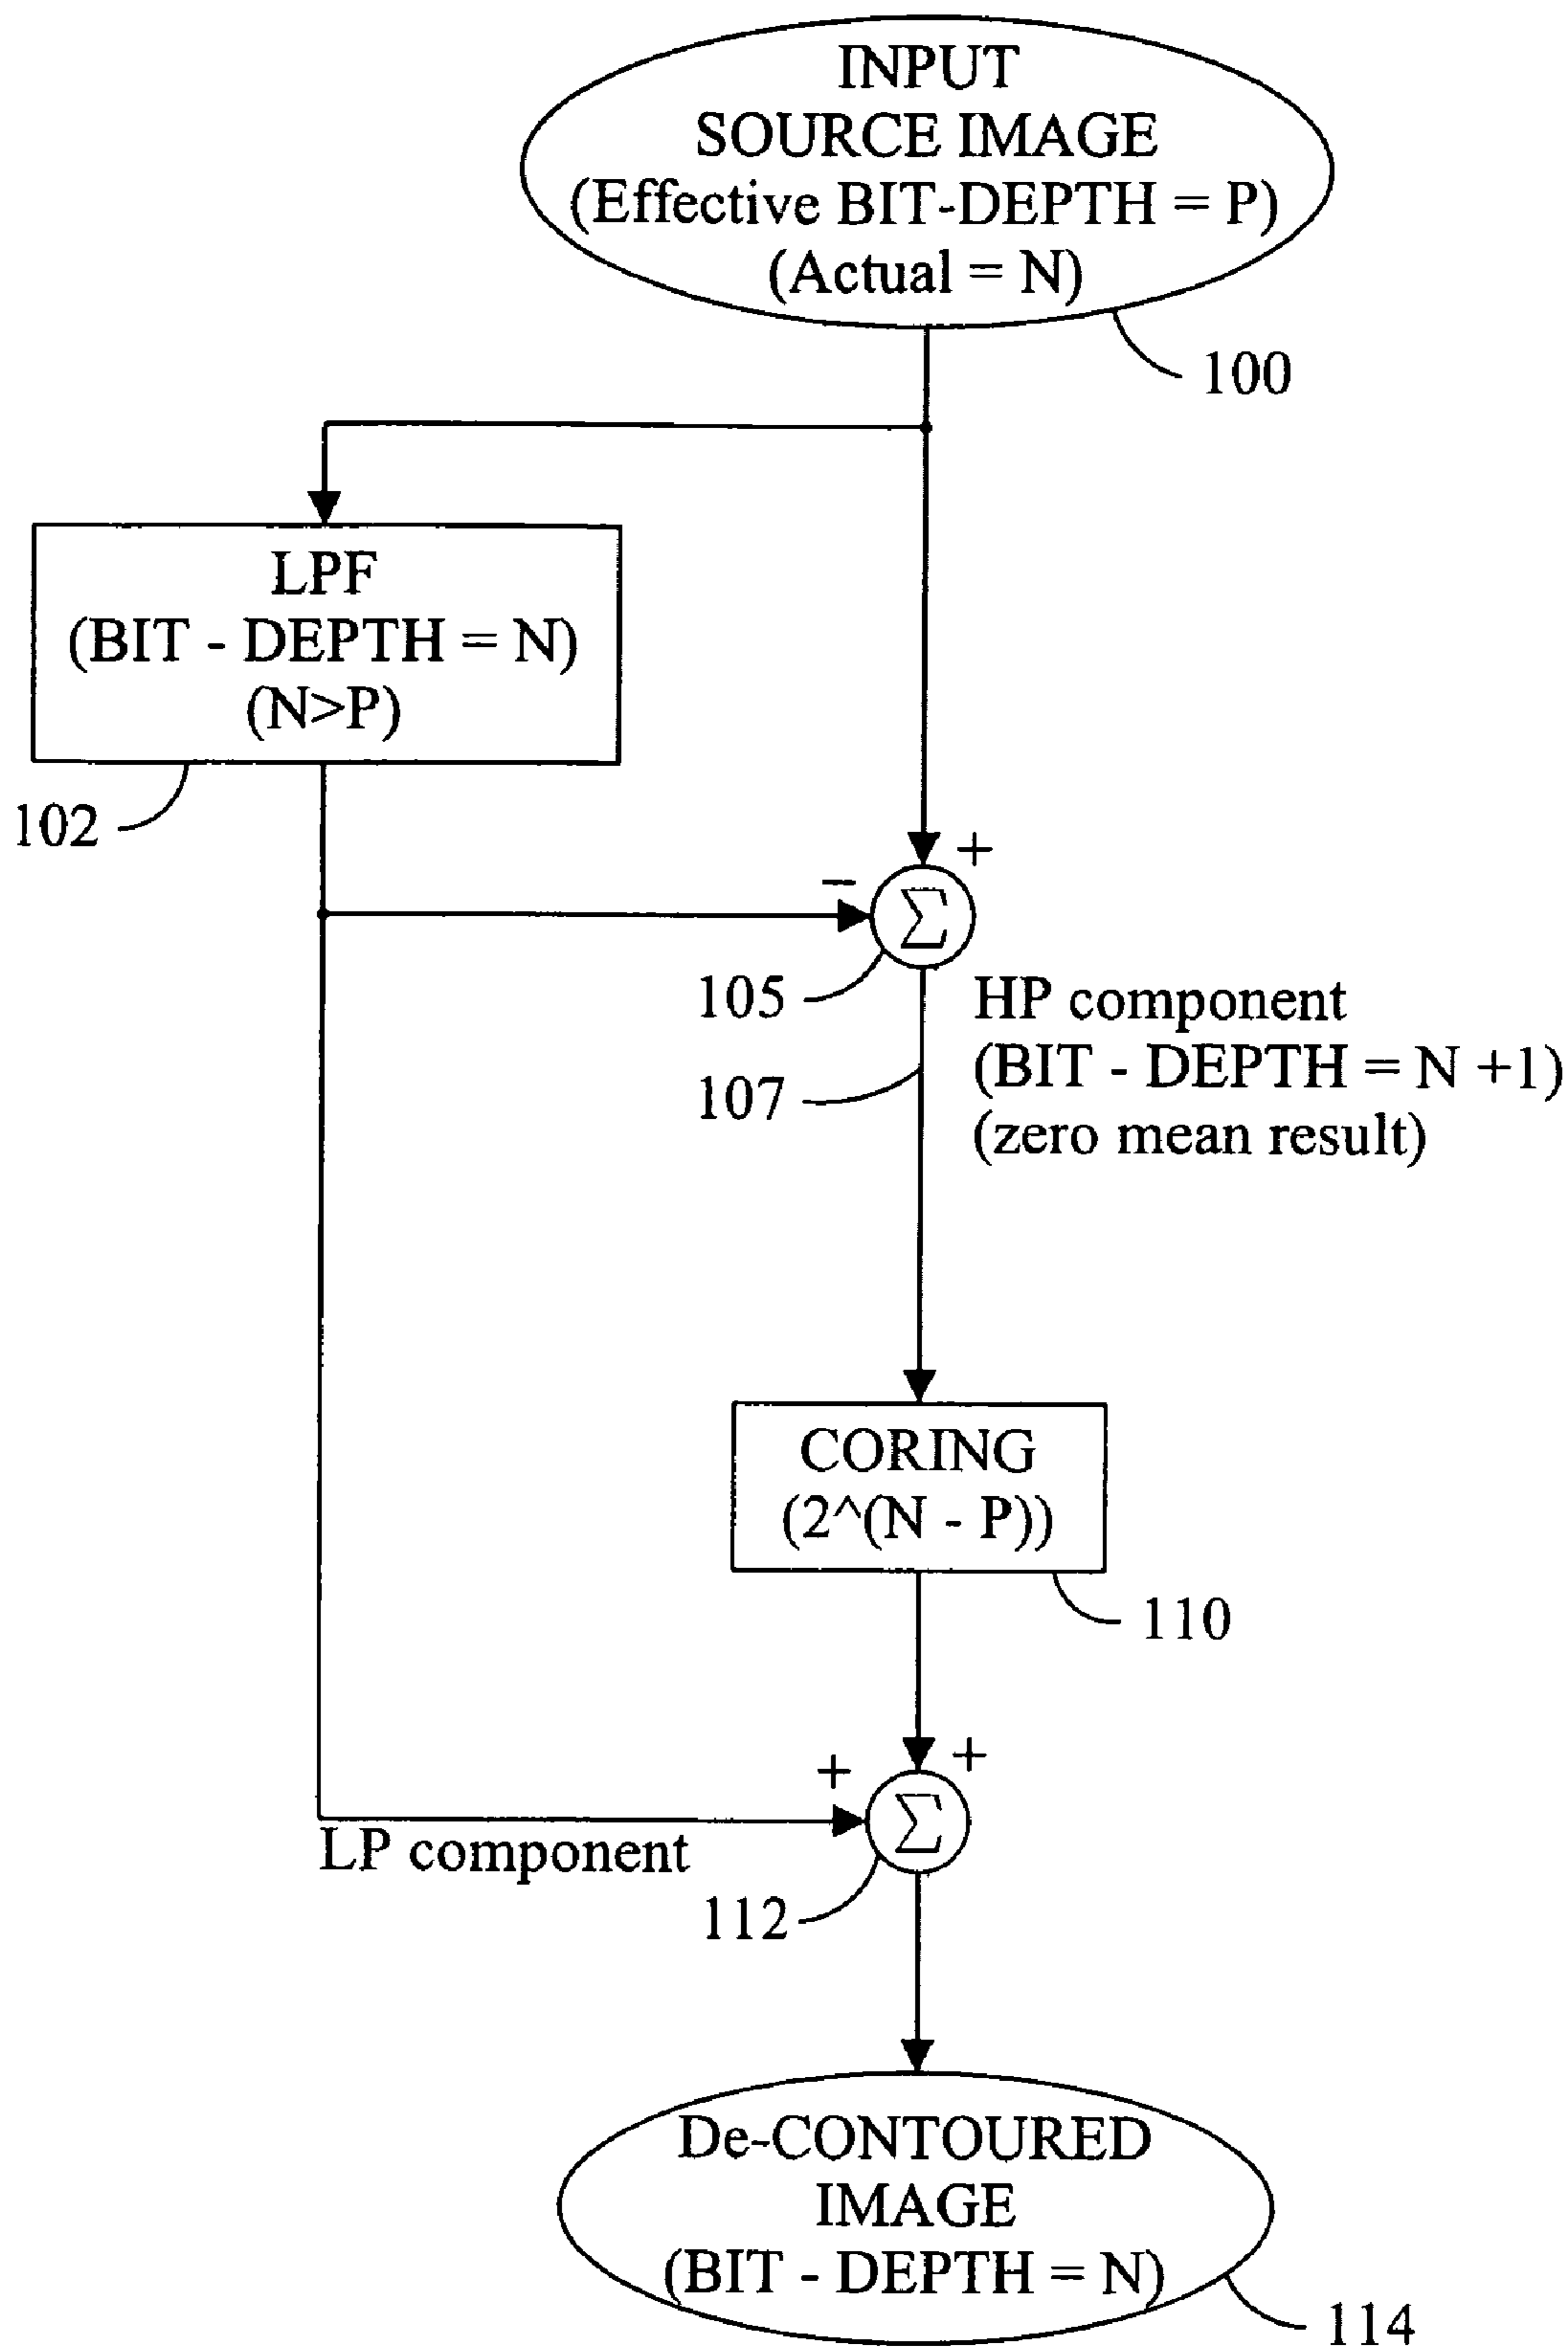 INPUT
SOURCE IMAGE
(Effective BIT-DEPTH = P)
(Actual = N)
100
LPF
(BIT - DEPTH = N)
(N>P)
102
+
−
Σ
105
HP component
(BIT - DEPTH = N +1)
(zero mean result)
107
CORING
(2^(N - P))
110
+
+
Σ
LP component
112
De-CONTOURED
IMAGE
(BIT - DEPTH = N)
114